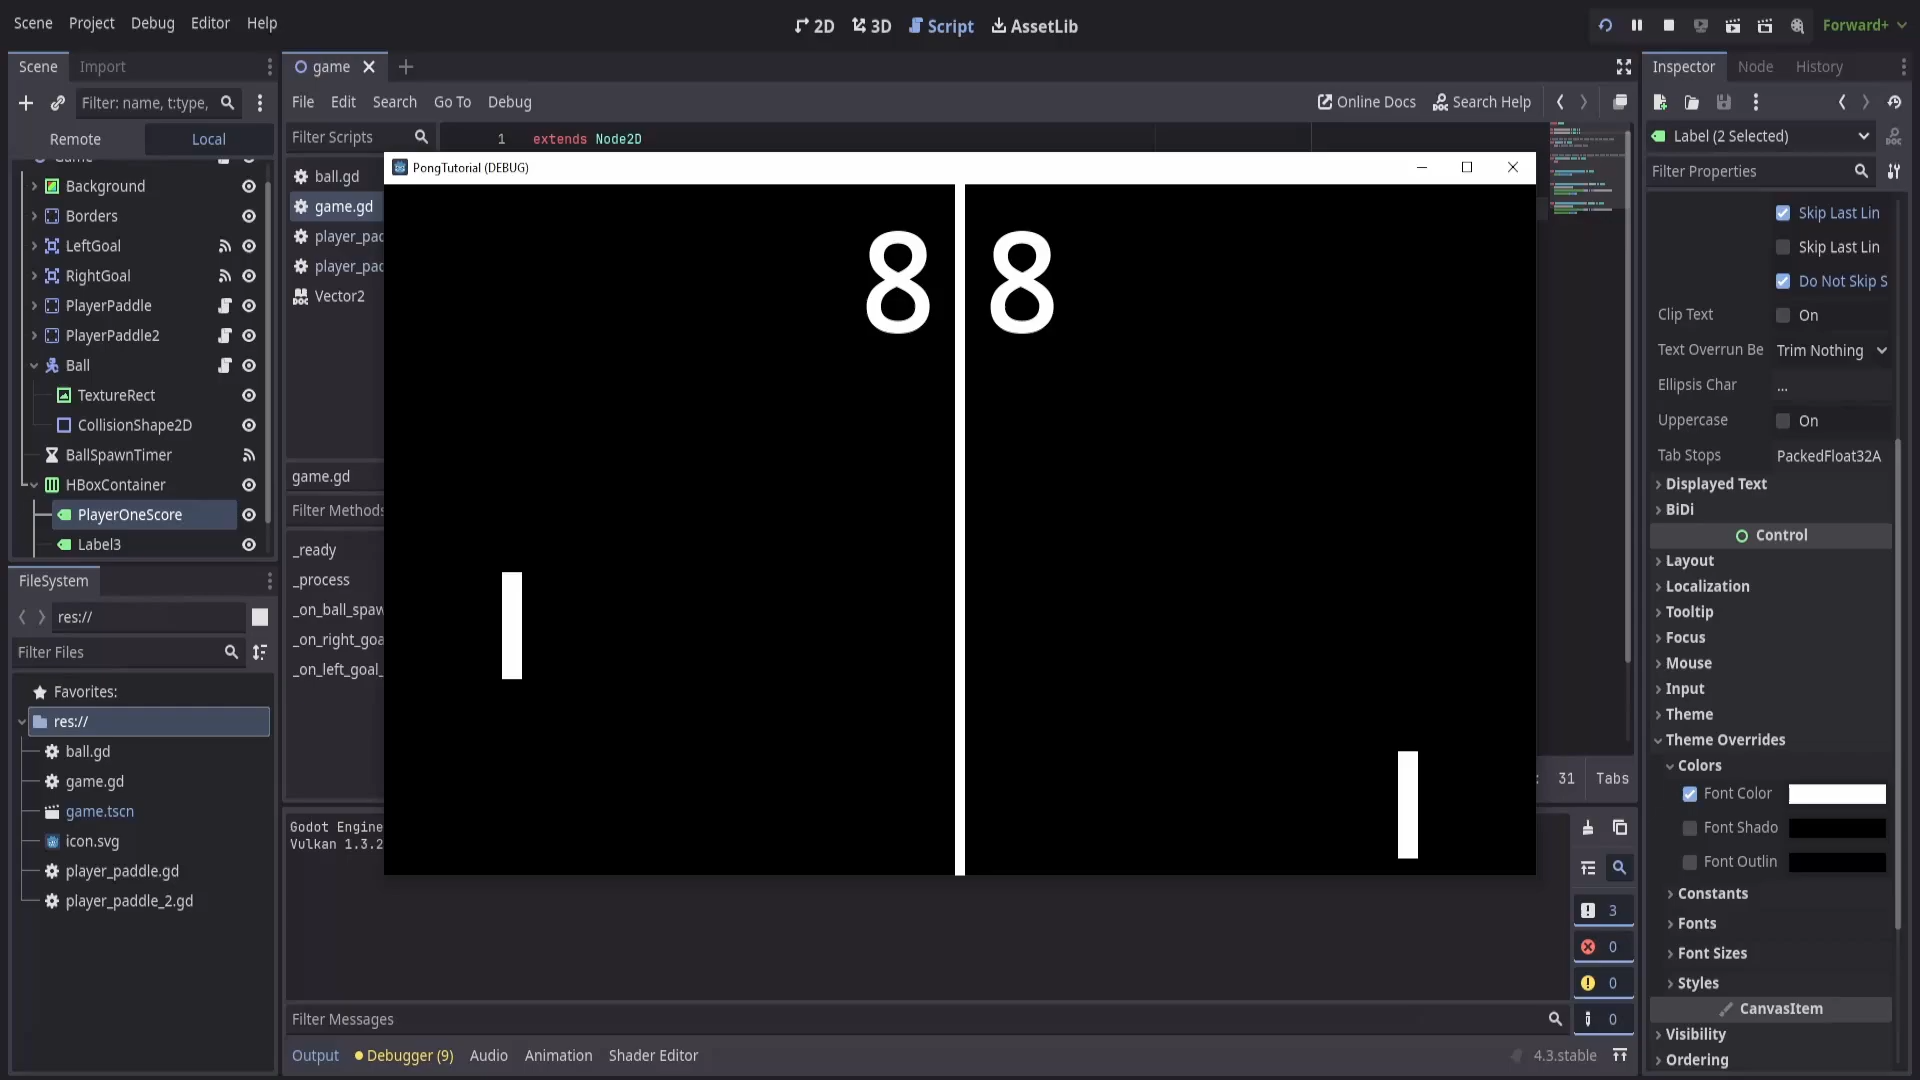 Scene Project Debug Editor Help
2D 3D Script AssetLib
Forward+
Scene Import
Filter: name, t:type,
Remote Local
Background
Borders
LeftGoal
RightGoal
PlayerPaddle
PlayerPaddle2
Ball
TextureRect
CollisionShape2D
BallSpawnTimer
HBoxContainer
PlayerOneScore
Label3
FileSystem
res://
Filter Files
Favorites:
res://
ball.gd
game.gd
game.tscn
icon.svg
player_paddle.gd
player_paddle_2.gd
game
File Edit Search Go To Debug
Online Docs Search Help
Filter Scripts
1 extends Node2D
ball.gd
game.gd
player_pad
player_pad
Vector2
game.gd
Filter Methods
_ready
_process
_on_ball_spaw
_on_right_goa
_on_left_goal_
PongTutorial (DEBUG)
8 8
: 31 Tabs
Godot Engine
Vulkan 1.3.2
3
0
0
0
Filter Messages
Output Debugger (9) Audio Animation Shader Editor
4.3.stable
Inspector Node History
Label (2 Selected)
Filter Properties
Skip Last Lin
Skip Last Lin
Do Not Skip S
Clip Text On
Text Overrun Be Trim Nothing
Ellipsis Char ...
Uppercase On
Tab Stops PackedFloat32A
Displayed Text
BiDi
Control
Layout
Localization
Tooltip
Focus
Mouse
Input
Theme
Theme Overrides
Colors
Font Color
Font Shado
Font Outlin
Constants
Fonts
Font Sizes
Styles
CanvasItem
Visibility
Ordering